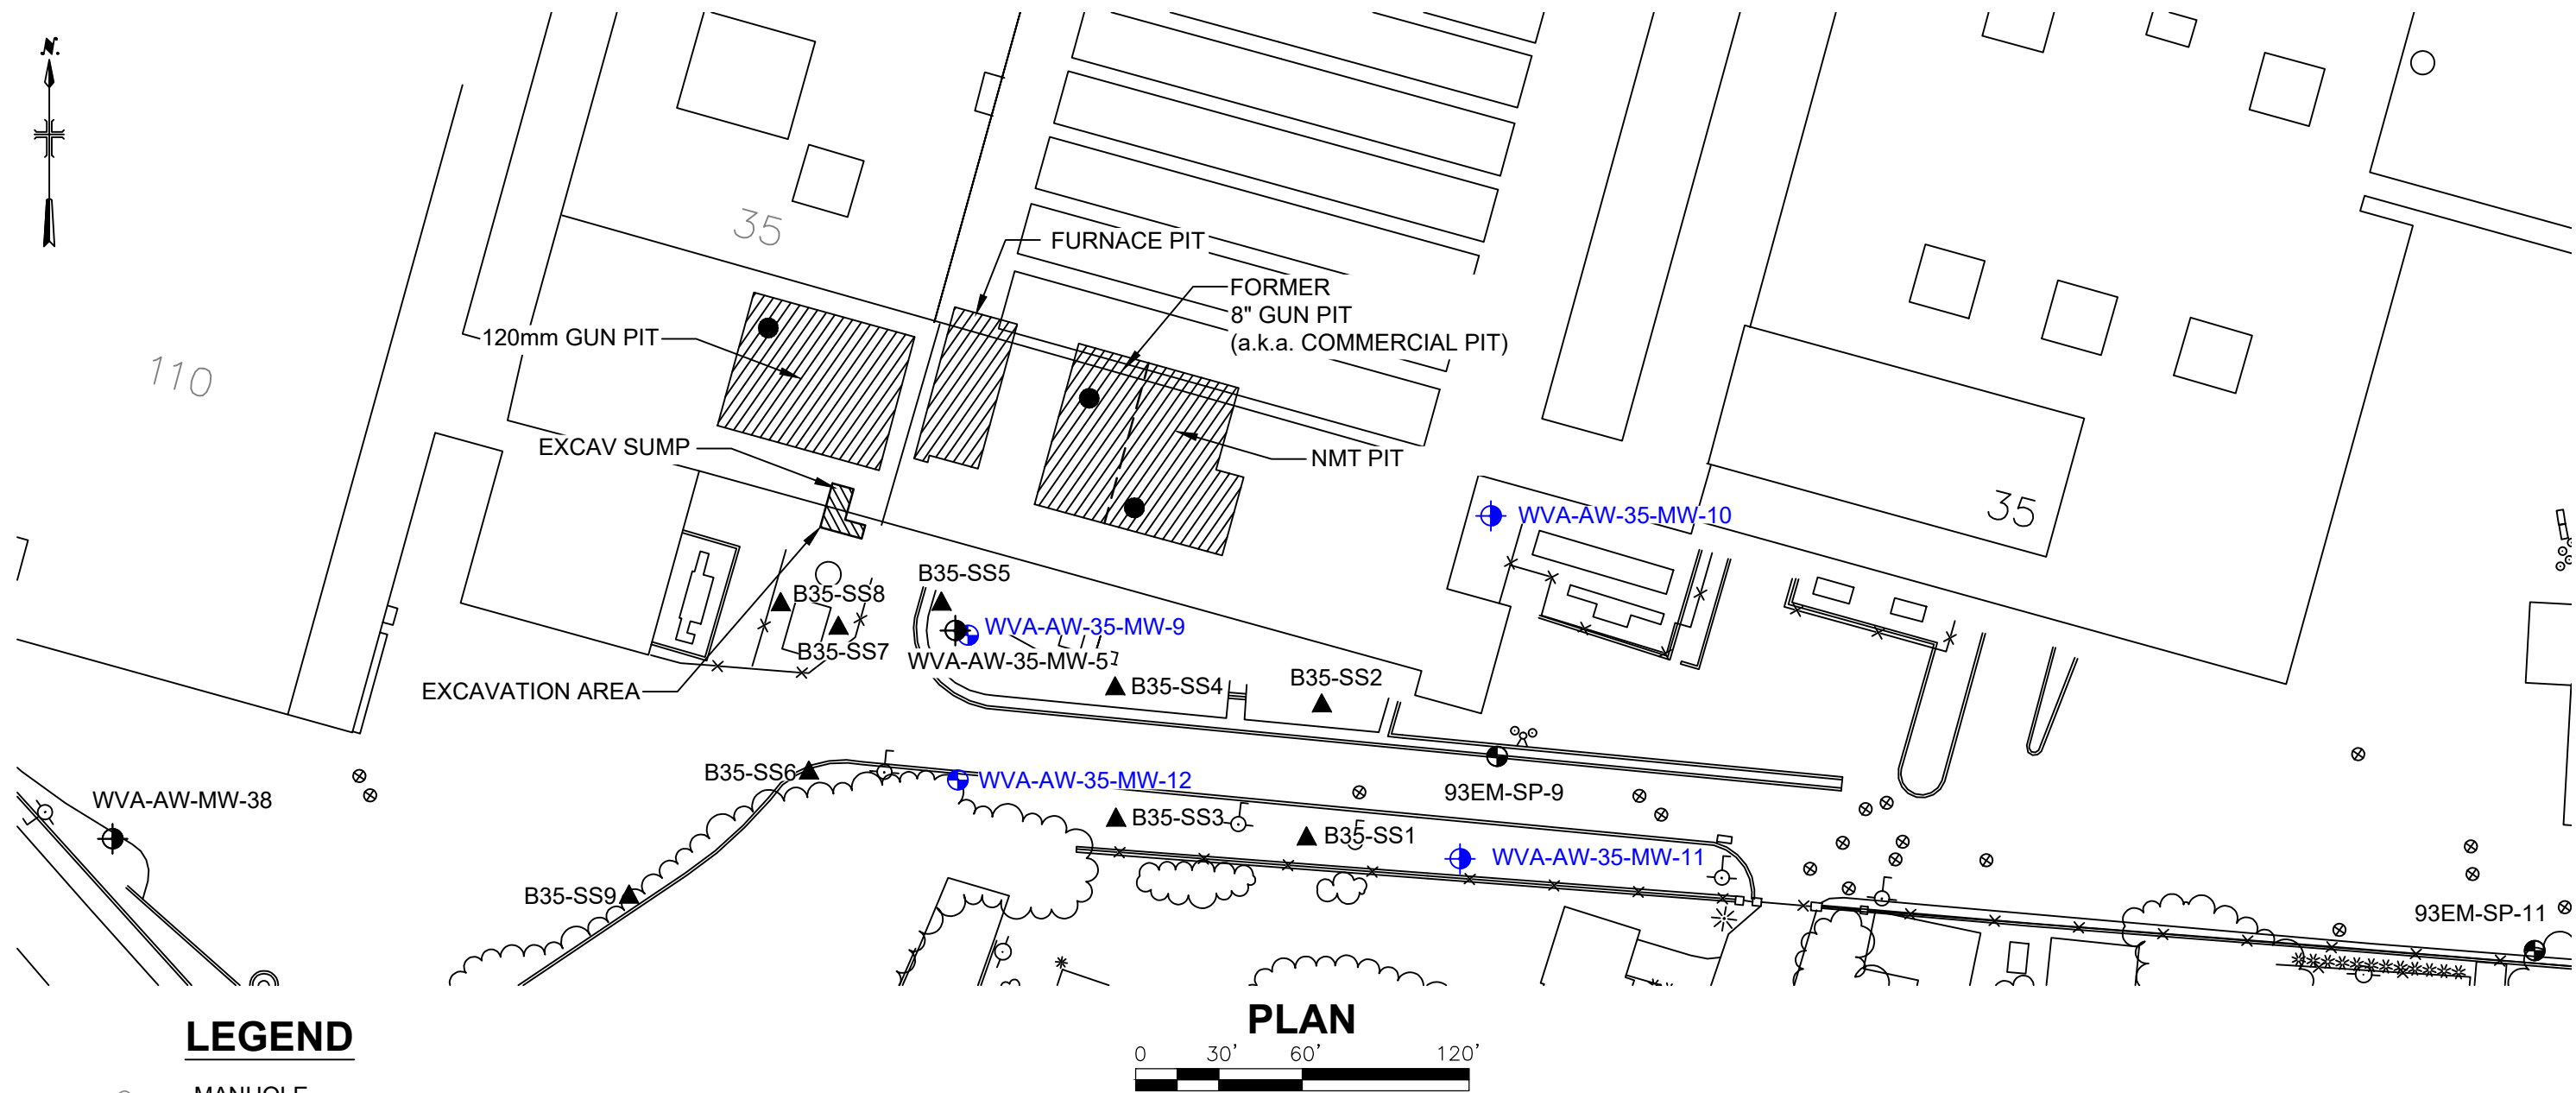 N.
35
FURNACE PIT
FORMER
8" GUN PIT
(a.k.a. COMMERCIAL PIT)
120mm GUN PIT
110
EXCAV SUMP
NMT PIT
35
WVA-AW-35-MW-10
B35-SS5
B35-SS8
WVA-AW-35-MW-9
B35-SS7
WVA-AW-35-MW-5
EXCAVATION AREA
B35-SS4
B35-SS2
B35-SS6
WVA-AW-35-MW-12
93EM-SP-9
WVA-AW-MW-38
B35-SS3
B35-SS1
WVA-AW-35-MW-11
B35-SS9
93EM-SP-11
LEGEND
PLAN
0 30' 60' 120'
MANHOLE